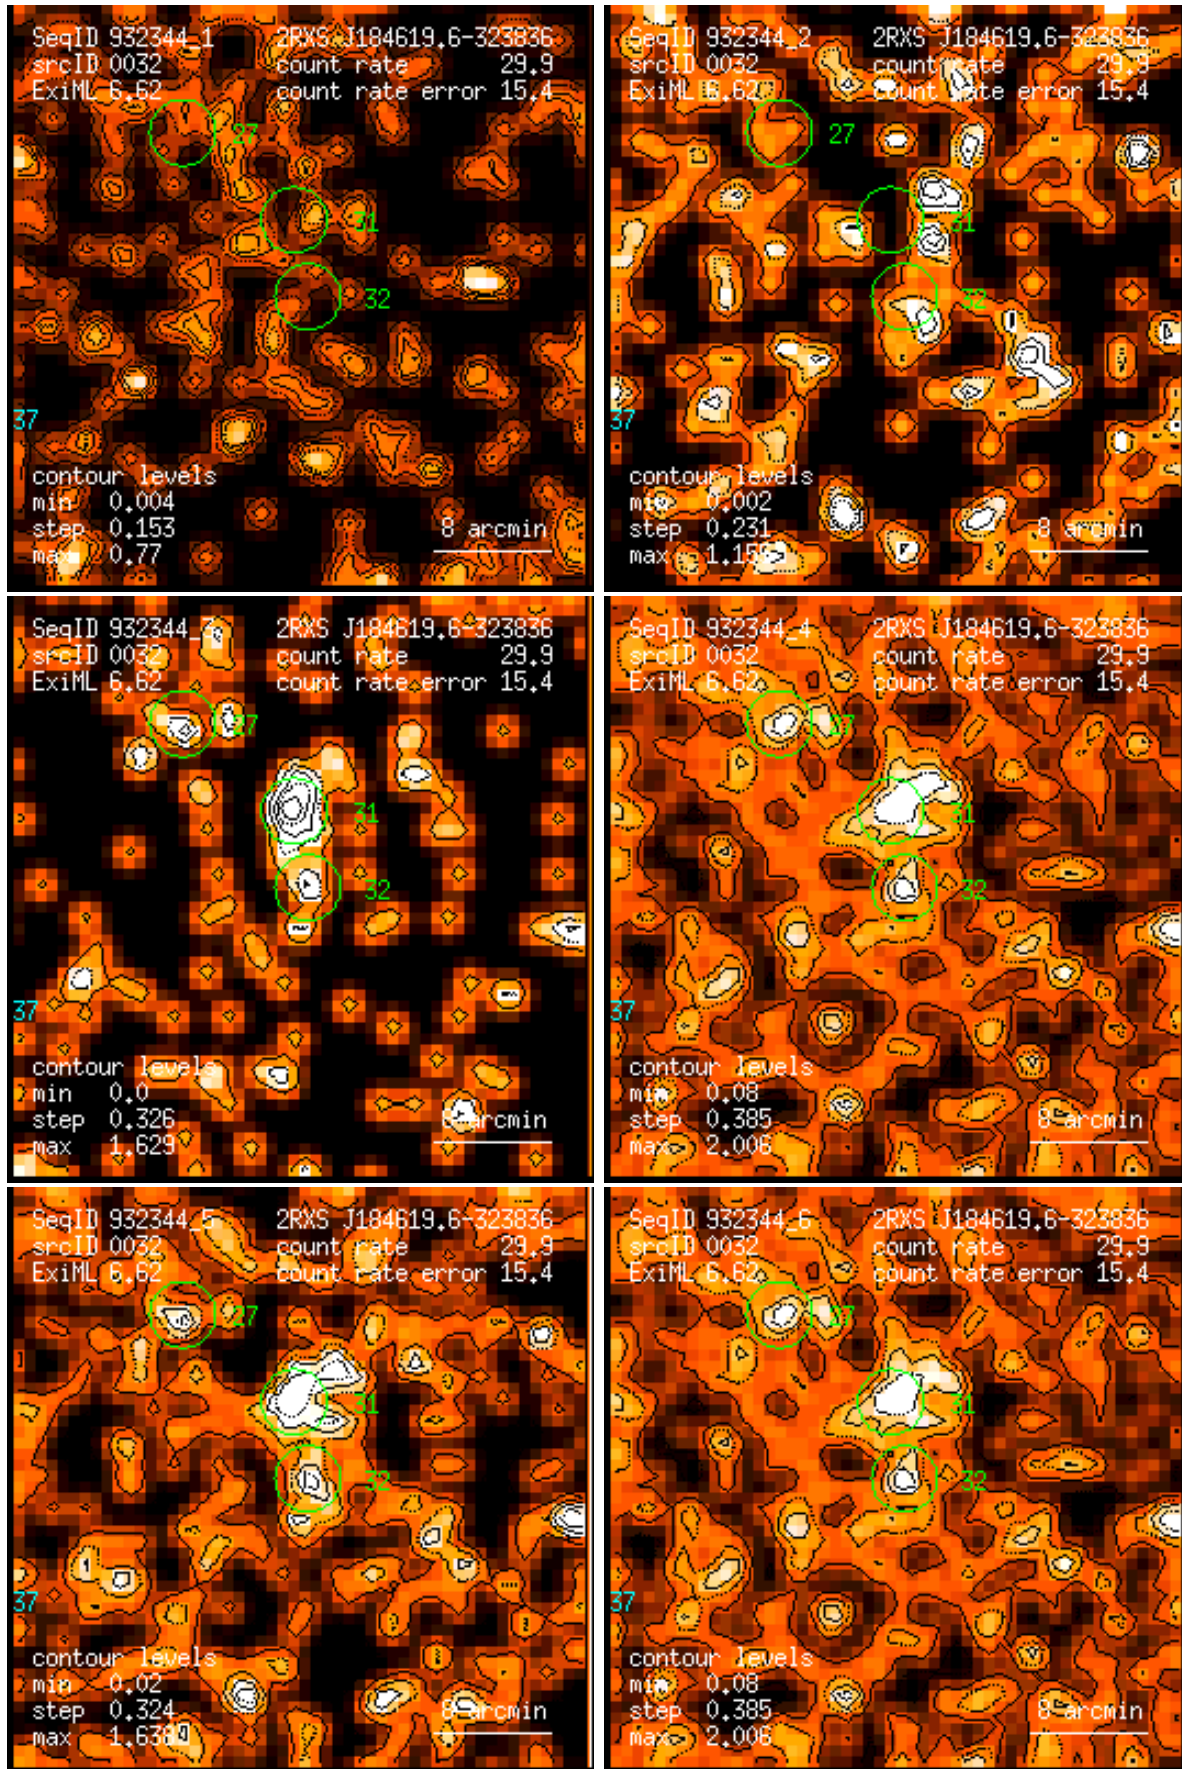 SeqID 932344_1 2RXS J184619.6-323836
srcID 0032 count rate 29.9
ExiML 6.62 count rate error 15.4
27
31
32
37
contour levels
min 0.004
step 0.153 8 arcmin
max 0.77
SeqID 932344_2 2RXS J184619.6-323836
srcID 0032 count rate 29.9
ExiML 6.62 count rate error 15.4
27
31
32
37
contour levels
min 0.002
step 0.231 8 arcmin
max
SeqID 932344_3 2RXS J184619.6-323836
srcID 0032 count rate 29.9
ExiML 6.62 count rate error 15.4
27
31
32
37
contour levels
min 0.0
step 0.326 8 arcmin
max 1.629
SeqID 932344_4 2RXS J184619.6-323836
srcID 0032 count rate 29.9
ExiML 6.62 count rate error 15.4
27
31
32
37
contour levels
min 0.08
step 0.385 8 arcmin
max 2.006
SeqID 932344_5 2RXS J184619.6-323836
srcID 0032 count rate 29.9
ExiML 6.62 count rate error 15.4
27
31
32
37
contour levels
min 0.02
step 0.324 8 arcmin
max
SeqID 932344_6 2RXS J184619.6-323836
srcID 0032 count rate 29.9
ExiML 6.62 count rate error 15.4
27
31
32
37
contour levels
min 0.08
step 0.385 8 arcmin
max 2.006